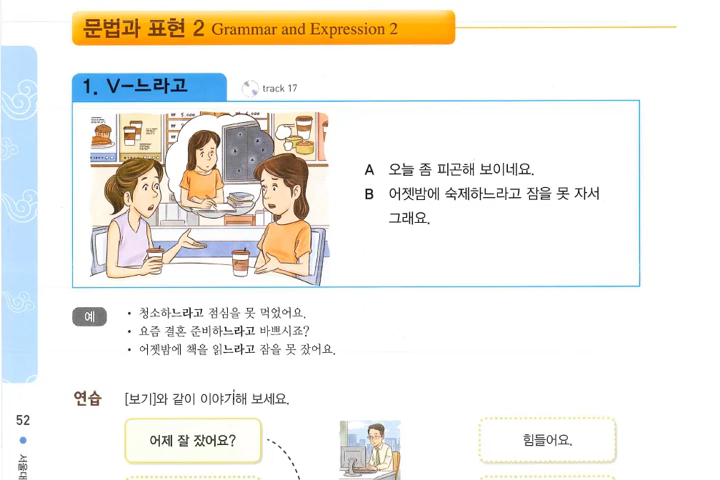 문법과 표현 2 Grammar and Expression 2
1. V-느라고
track 17
A 오늘 좀 피곤해 보이네요.
B 어젯밤에 숙제하느라고 잠을 못 자서
그래요.
예
• 청소하느라고 점심을 못 먹었어요.
• 요즘 결혼 준비하느라고 바쁘시죠?
• 어젯밤에 책을 읽느라고 잠을 못 잤어요.
연습 [보기]와 같이 이야기해 보세요.
어제 잘 잤어요?
힘들어요.
52
서울대